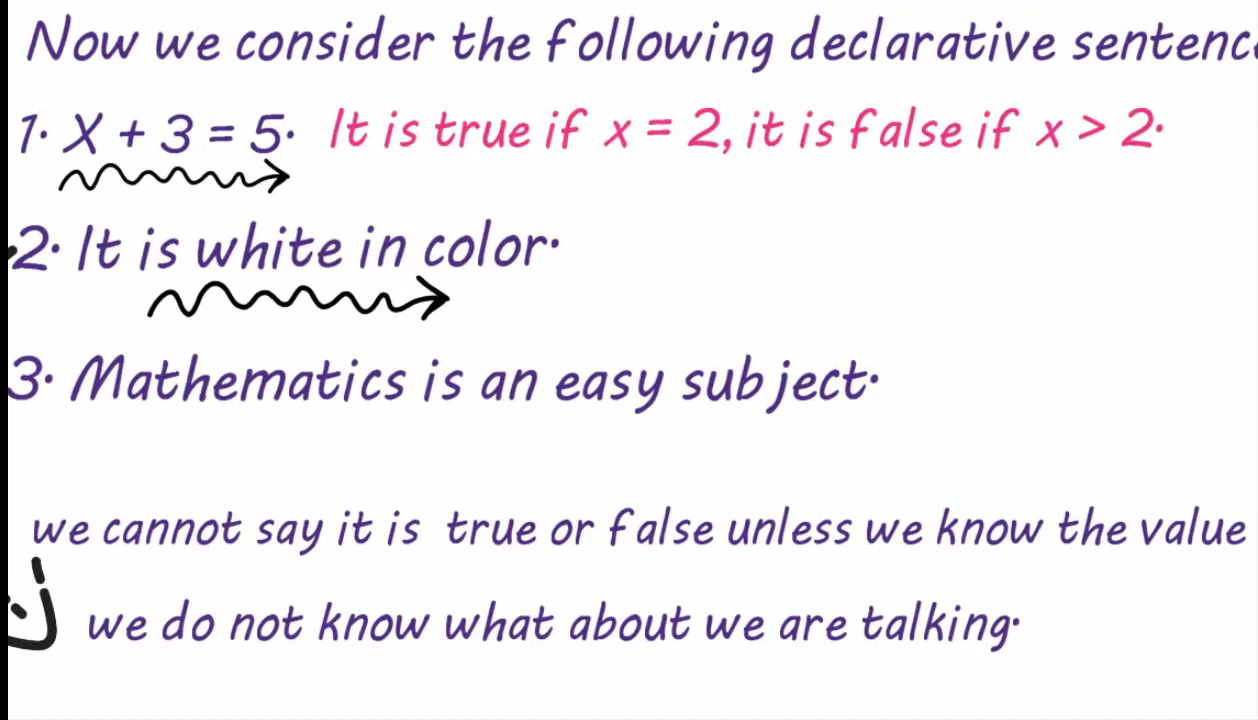 Now we consider the following declarative
1. X + 3 = 5. It is true if x = 2, it is false if x > 2.
2. It is white in color.
3. Mathematics is an easy subject.
we cannot say it is true or false unless we know the value
we do not know what about we are talking.